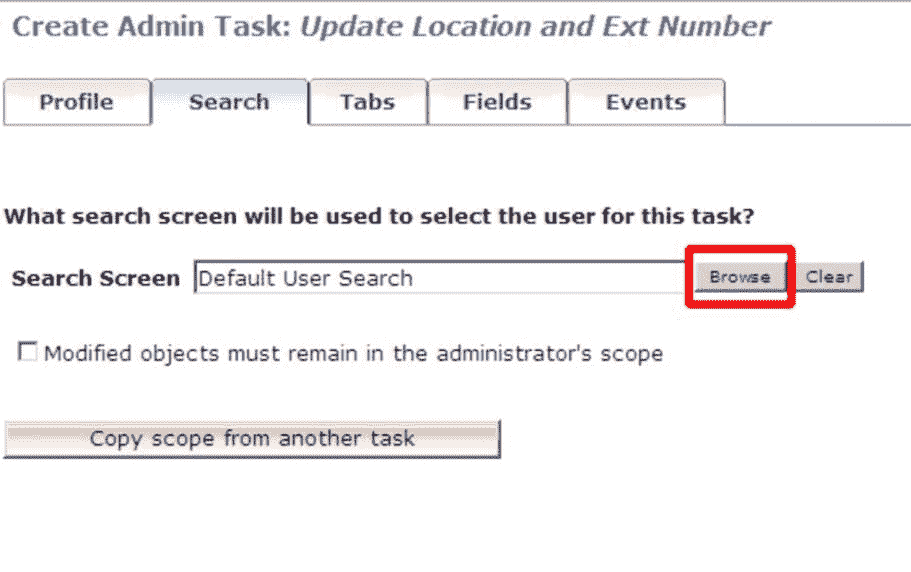 Create Admin Task: Update Location and Ext Number
Profile Search Tabs Fields Events
What search screen will be used to select the user for this task?
Search Screen Default User Search Browse Clear
Modified objects must remain in the administrator's scope
Copy scope from another task